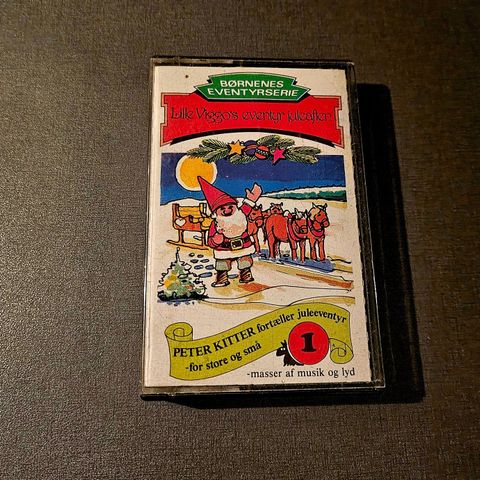 BØRNENES
EVENTYRSERIE
Lille Viggo's eventyr juleaften
PETER KITTER fortæller juleeventyr
-for store og små
1
-masser af musik og lyd